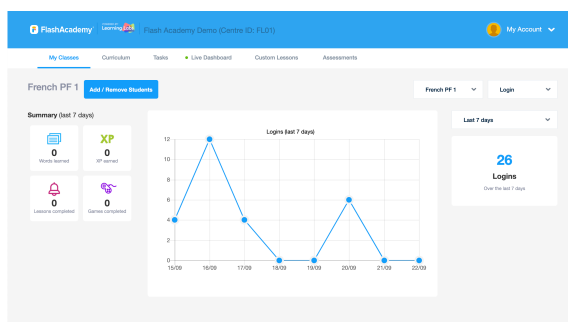 FlashAcademy
POWERED BY
Learning
Flash Academy Demo (Centre ID: FL01)
My Account
My Classes
Curriculum
Tasks
Live Dashboard
Custom Lessons
Assessments
French PF 1
Add / Remove Students
French PF 1
Login
Summary (last 7 days)
Last 7 days
0
Words learned
XP
0
XP earned
0
Lessons completed
0
Games completed
Logins (last 7 days)
12
10
8
6
4
2
0
15/09
16/09
17/09
18/09
19/09
20/09
21/09
22/09
26
Logins
Over the last 7 days